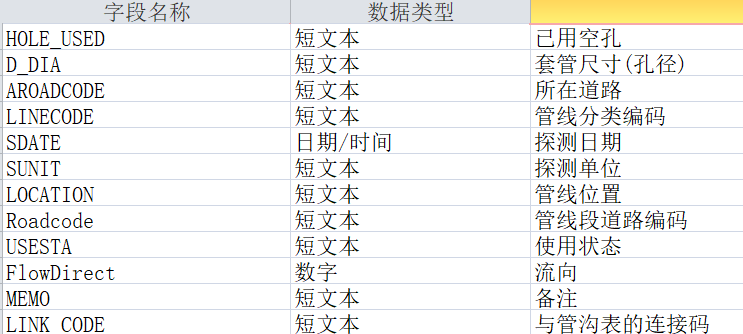 字段名称 数据类型
HOLE_USED 短文本 已用空孔
D_DIA 短文本 套管尺寸(孔径)
AROADCODE 短文本 所在道路
LINECODE 短文本 管线分类编码
SDATE 日期/时间 探测日期
SUNIT 短文本 探测单位
LOCATION 短文本 管线位置
Roadcode 短文本 管线段道路编码
USESTA 短文本 使用状态
FlowDirect 数字 流向
MEMO 短文本 备注
LINK_CODE 短文本 与管沟表的连接码